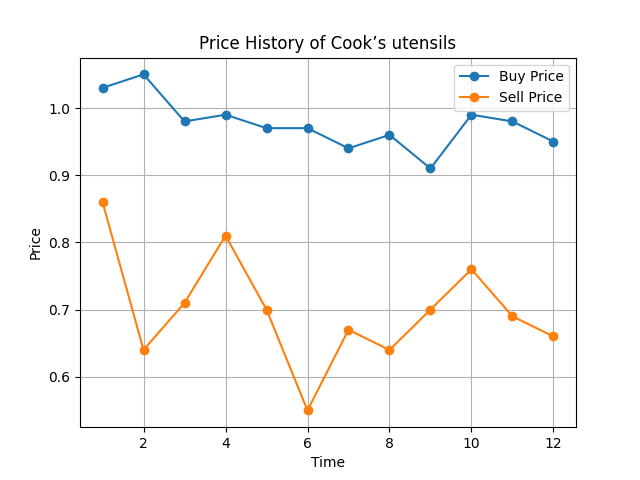 Price History of Cook’s utensils
Buy Price
Sell Price
Price
1.0
0.9
0.8
0.7
0.6
2 4 6 8 10 12
Time